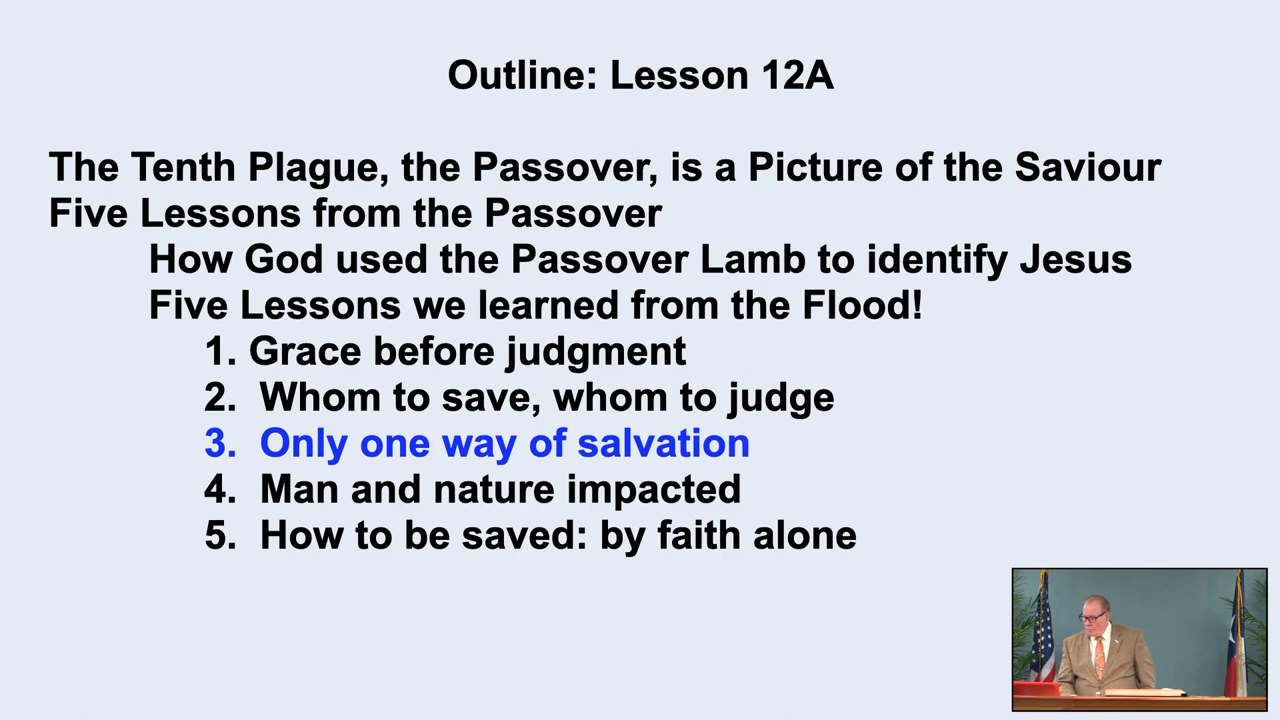 Outline: Lesson 12A
The Tenth Plague, the Passover, is a Picture of the Saviour
Five Lessons from the Passover
How God used the Passover Lamb to identify Jesus
Five Lessons we learned from the Flood!
1. Grace before judgment
2. Whom to save, whom to judge
3. Only one way of salvation
4. Man and nature impacted
5. How to be saved: by faith alone